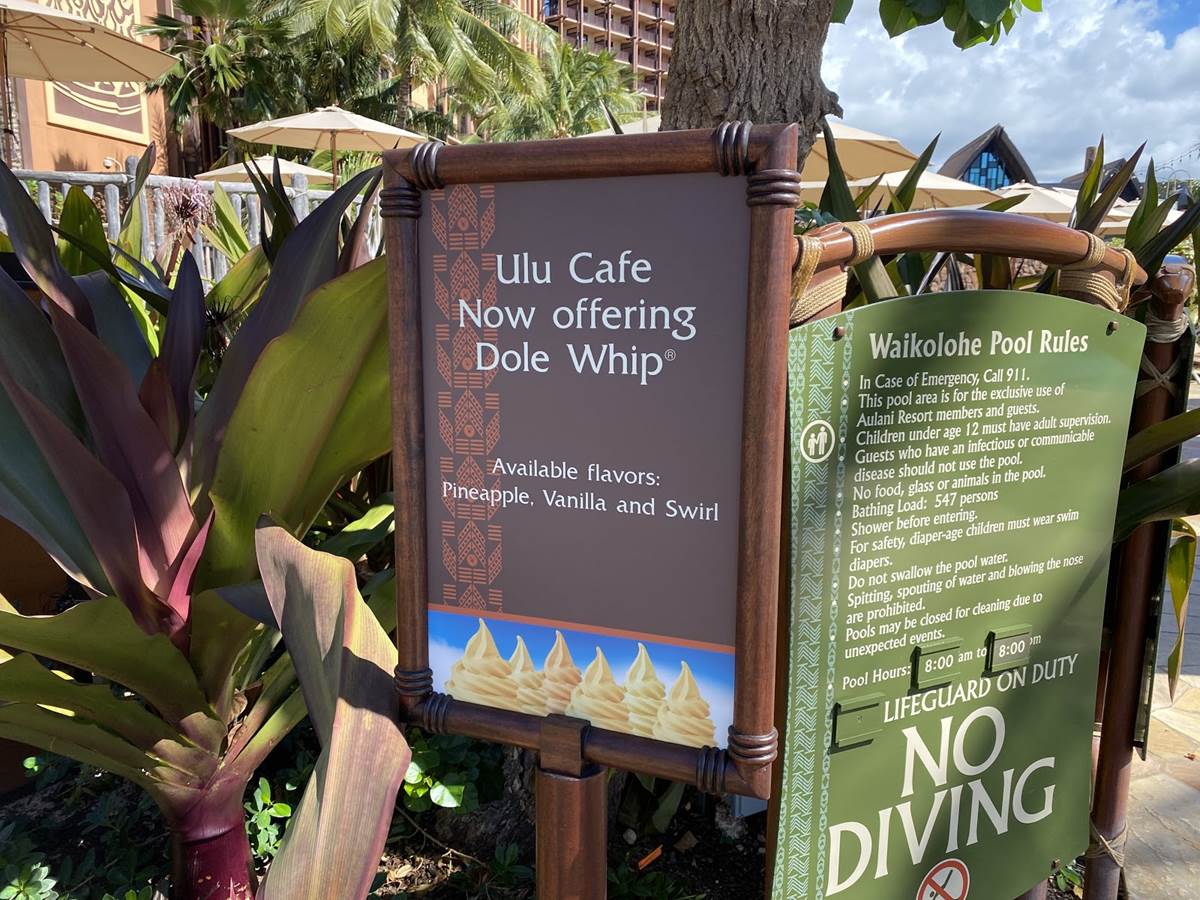 Ulu Cafe
Now offering
Dole Whip®
Available flavors:
Pineapple, Vanilla and Swirl
Waikolohe Pool Rules
In Case of Emergency, Call 911.
This pool area is for the exclusive use of
Aulani Resort members and guests.
Children under age 12 must have adult supervision.
Guests who have an infectious or communicable
disease should not use the pool.
No food, glass or animals in the pool.
Bathing Load: 547 persons
Shower before entering.
For safety, diaper-age children must wear swim
diapers.
Do not swallow the pool water.
Spitting, spouting of water and blowing the nose
are prohibited.
Pools may be closed for cleaning due to
unexpected events.
Pool Hours: 8:00 am to 8:00 pm
LIFEGUARD ON DUTY
NO
DIVING